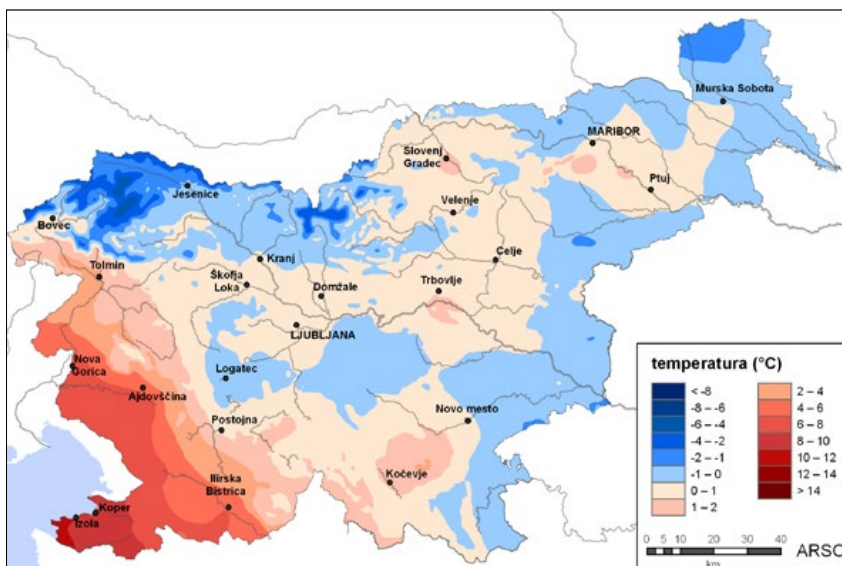 Murska Sobota
MARIBOR
Slovenj
Gradec
Ptuj
Jesenice
Velenje
Bovec
Kranj
Celje
Tolmin
Škofja
Loka
Domžale
Trbovlje
LJUBLJANA
Nova
Gorica
Logatec
Ajdovščina
Postojna
Novo mesto
Kočevje
Ilirska
Bistrica
Koper
Izola
temperatura (°C)
< -8
-8 – -6
-6 – -4
-4 – -2
-2 – -1
-1 – 0
0 – 1
1 – 2
2 – 4
4 – 6
6 – 8
8 – 10
10 – 12
12 – 14
> 14
0 5 10 20 30 40
km
ARSO